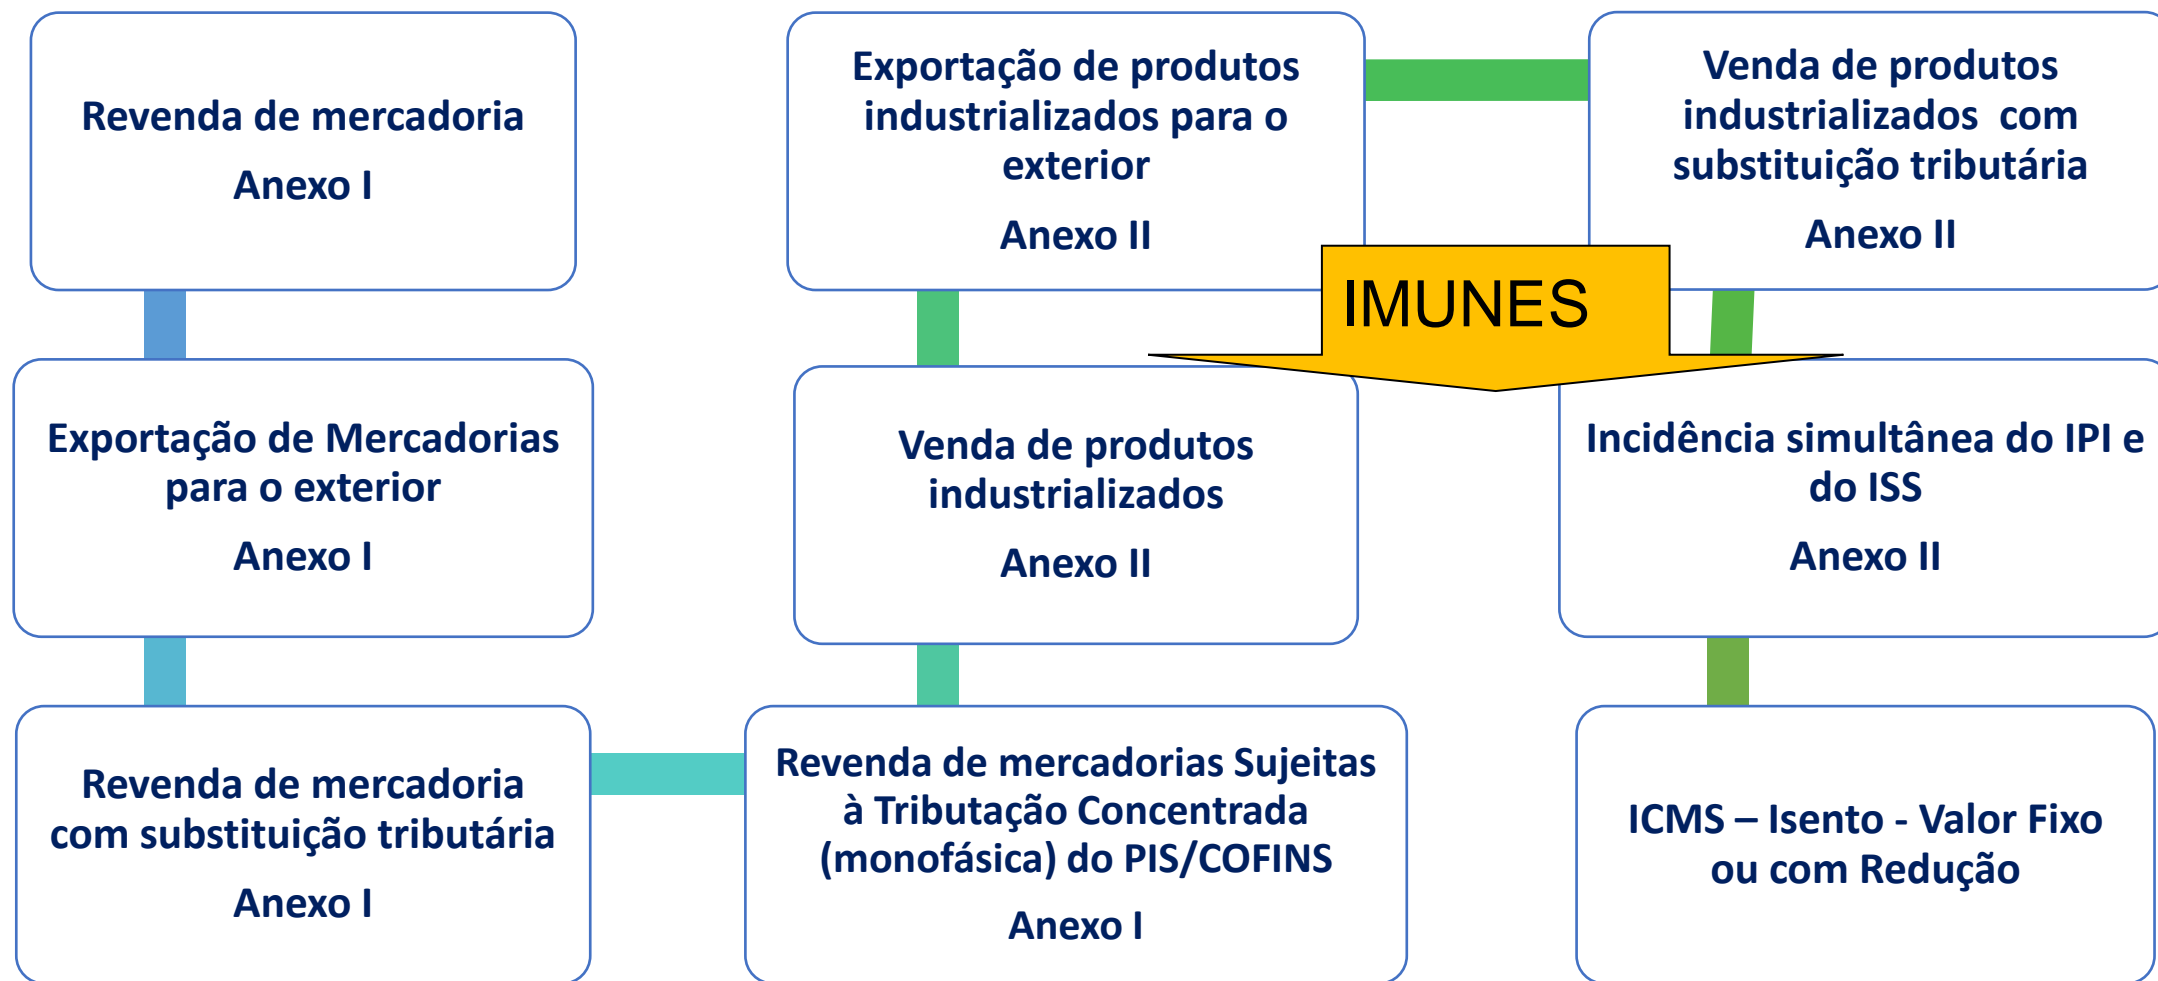 Revenda de mercadoria
Anexo I
Exportação de Mercadorias
para o exterior
Anexo I
Revenda de mercadoria
com substituição tributária
Anexo I
Revenda de mercadorias Sujeitas
à Tributação Concentrada
(monofásica) do PIS/COFINS
Anexo I
Venda de produtos
industrializados
Anexo II
Exportação de produtos
industrializados para o
exterior
Anexo II
Venda de produtos
industrializados com
substituição tributária
Anexo II
IMUNES
Incidência simultânea do IPI e
do ISS
Anexo II
ICMS – Isento - Valor Fixo
ou com Redução